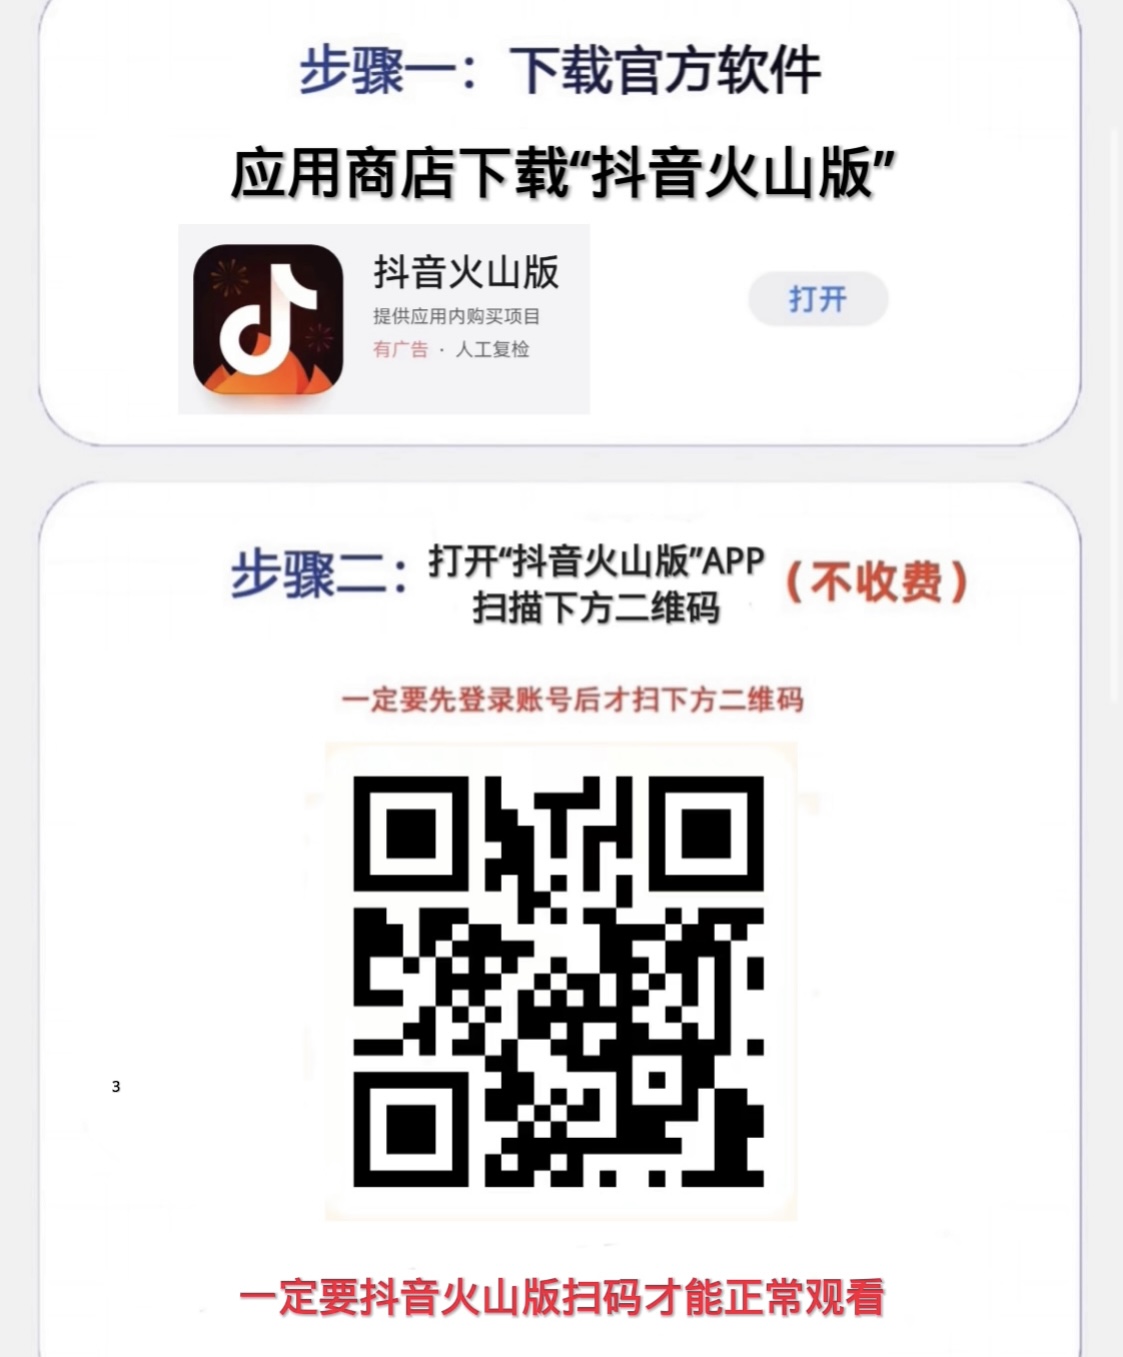 步骤一：下载官方软件
应用商店下载“抖音火山版”
抖音火山版
提供应用内购买项目
有广告 · 人工复检
打开
步骤二：打开“抖音火山版”APP
扫描下方二维码
（不收费）
一定要先登录账号后才扫下方二维码
3
一定要抖音火山版扫码才能正常观看